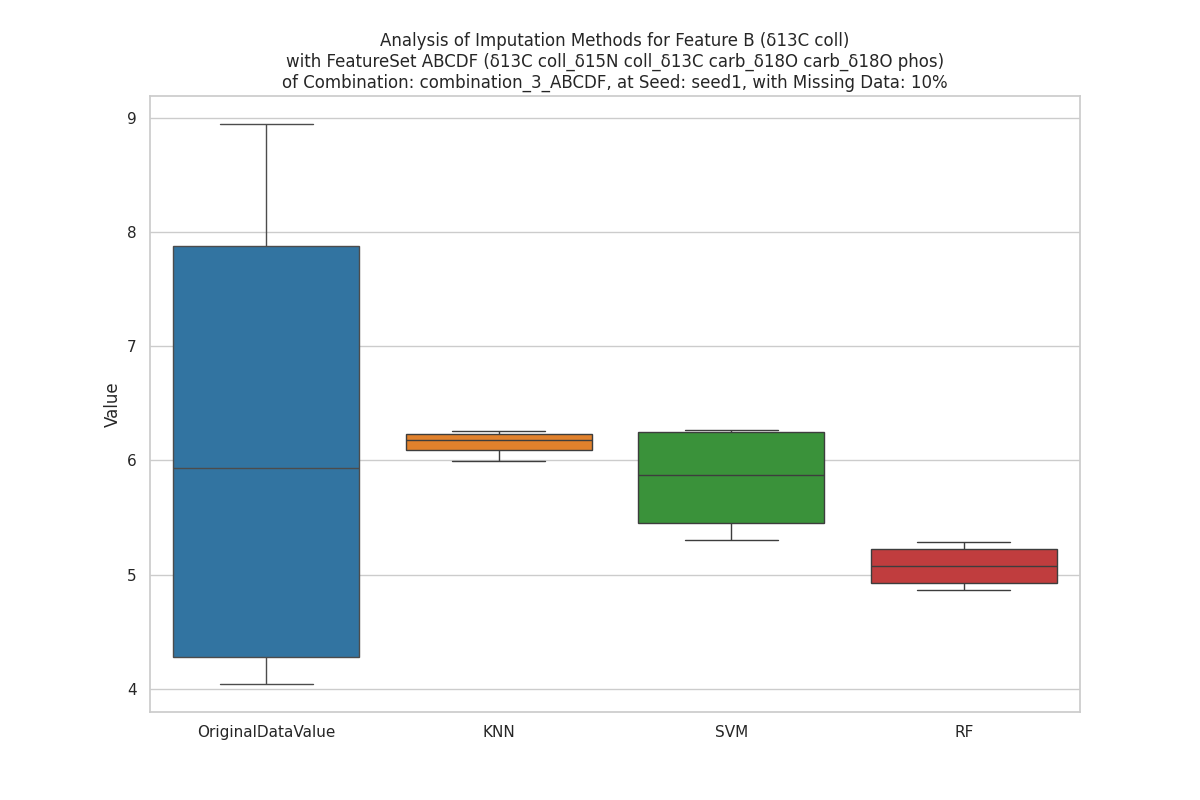 Analysis of Imputation Methods for Feature B (δ13C coll)
with FeatureSet ABCDF (δ13C coll_δ15N coll_δ13C carb_δ18O carb_δ18O phos)
of Combination: combination_3_ABCDF, at Seed: seed1, with Missing Data: 10%
9
8
7
6
5
4
Value
OriginalDataValue
KNN
SVM
RF